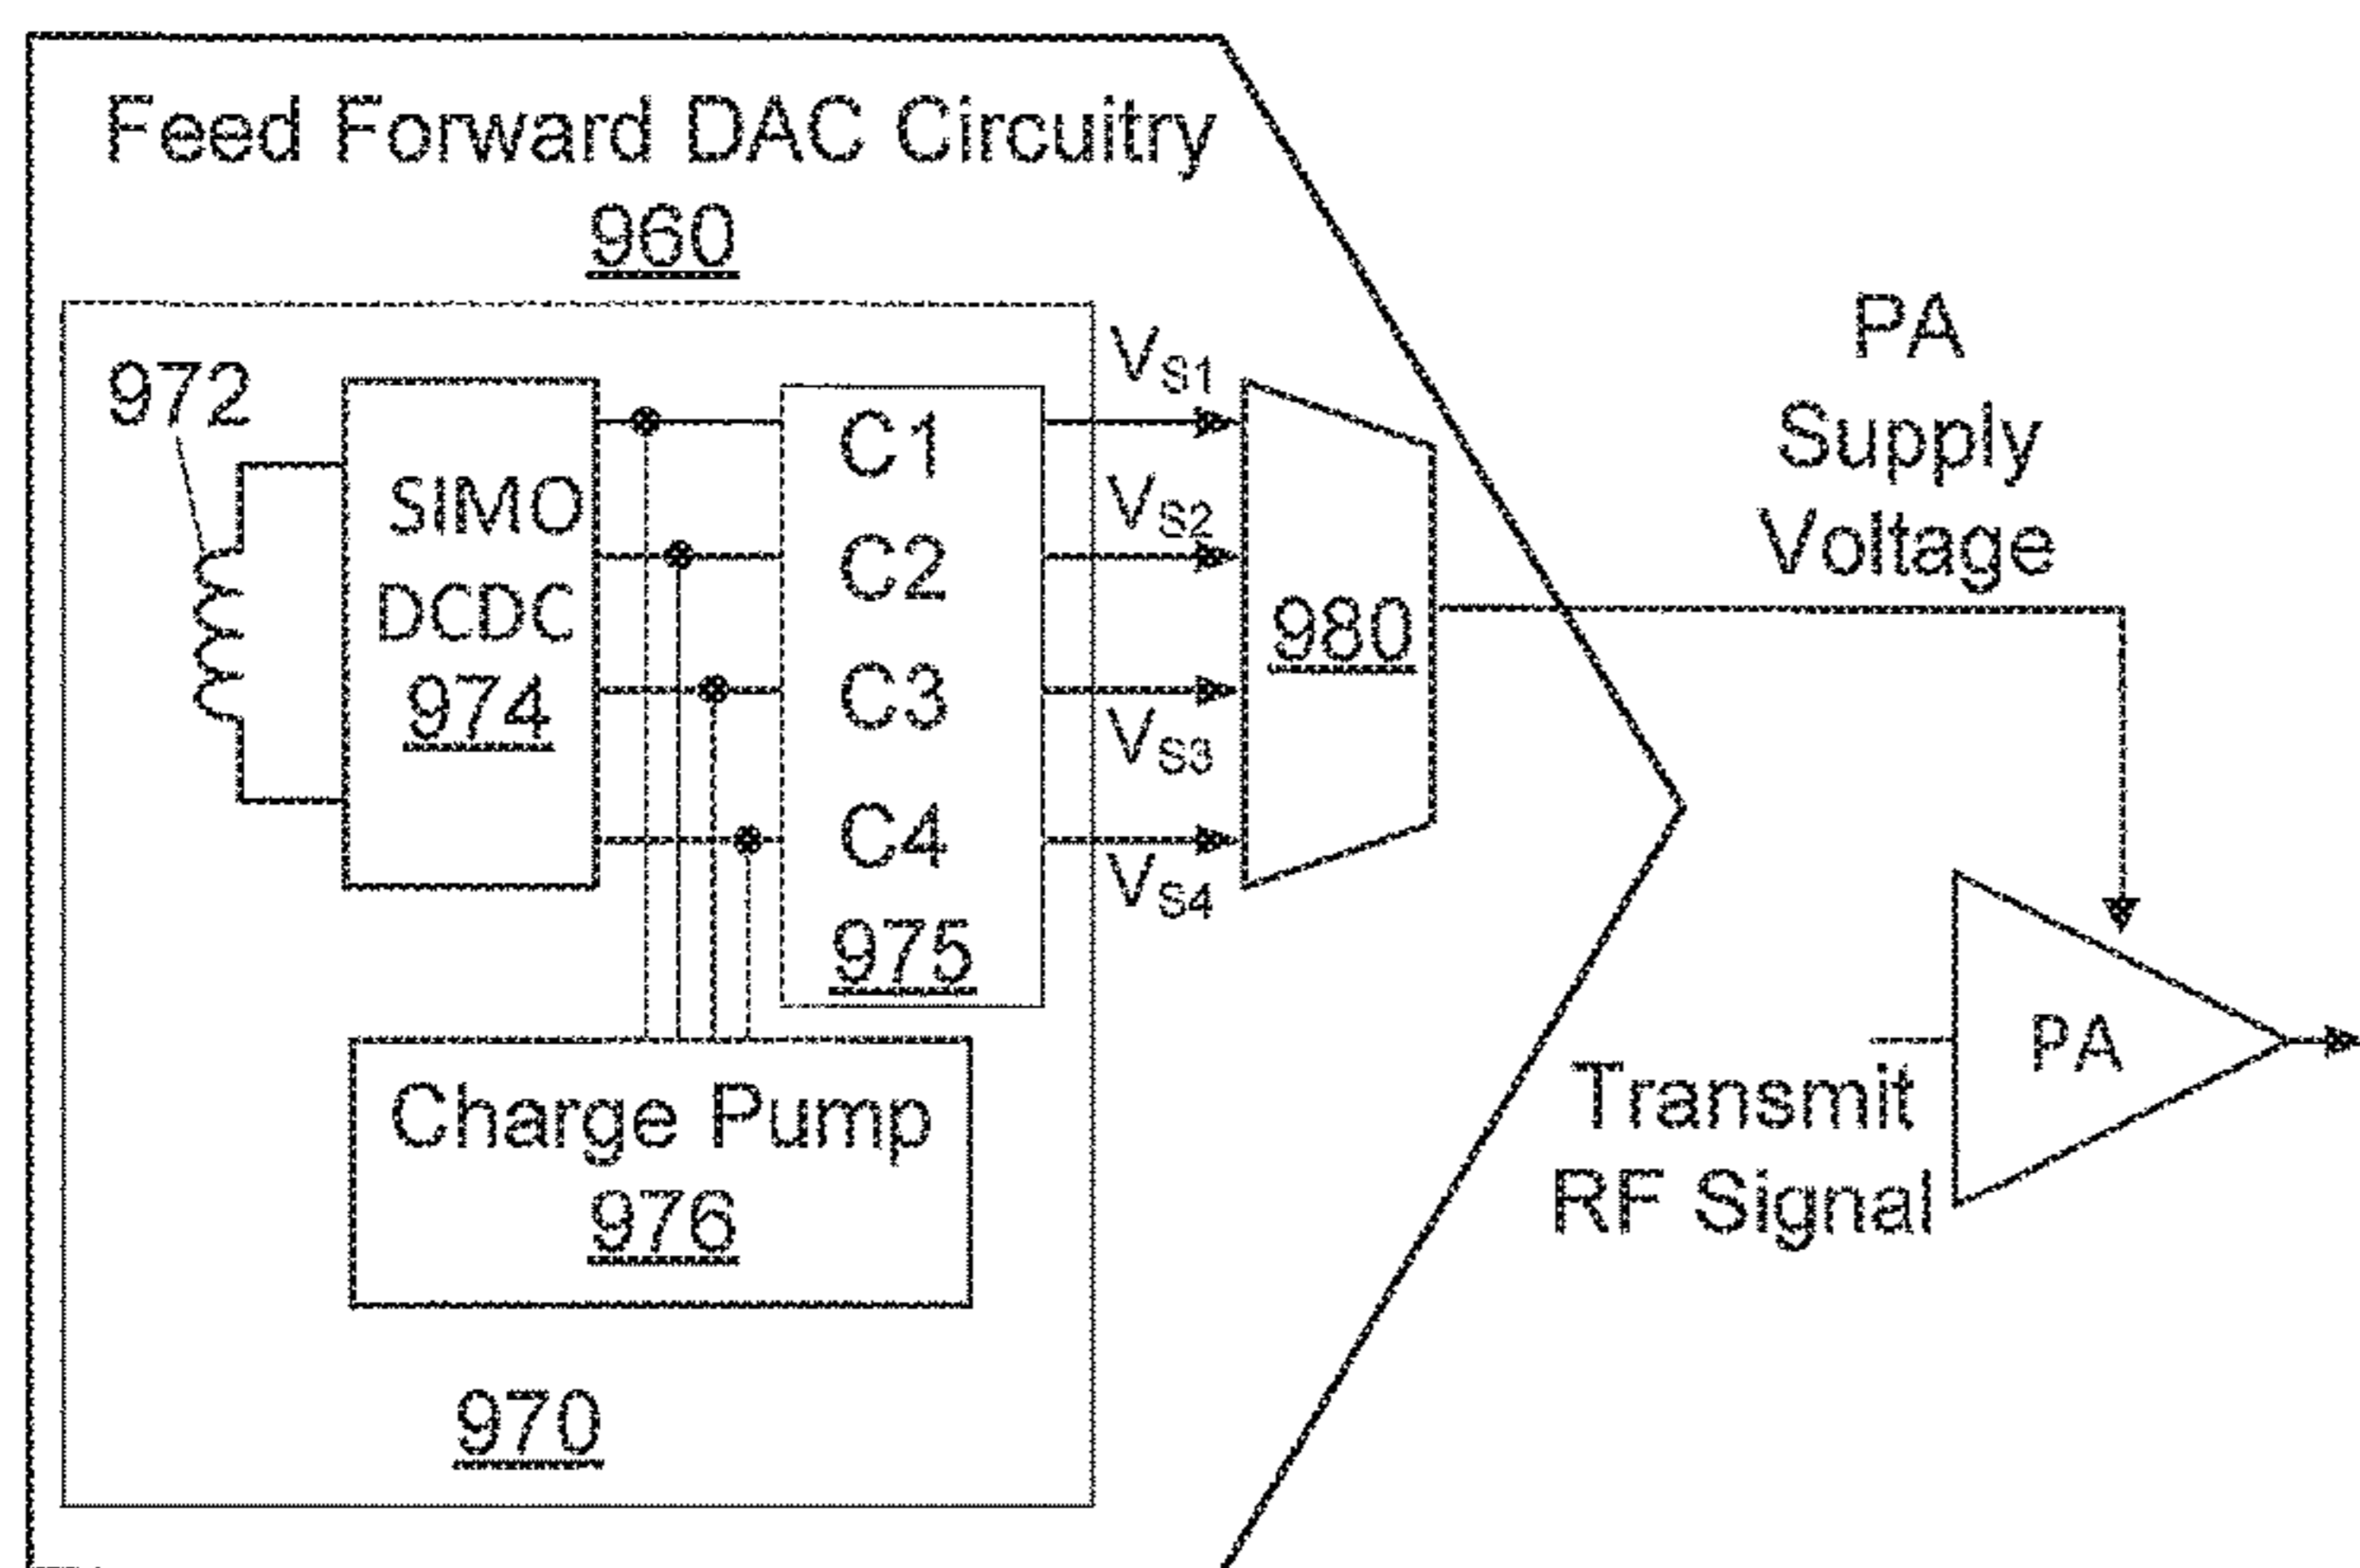 Feed Forward DAC Circuitry
960
972
SIMO
DCDC
974
C1
C2
C3
C4
975
VS1
VS2
VS3
VS4
980
PA
Supply
Voltage
Charge Pump
976
970
Transmit
RF Signal
PA